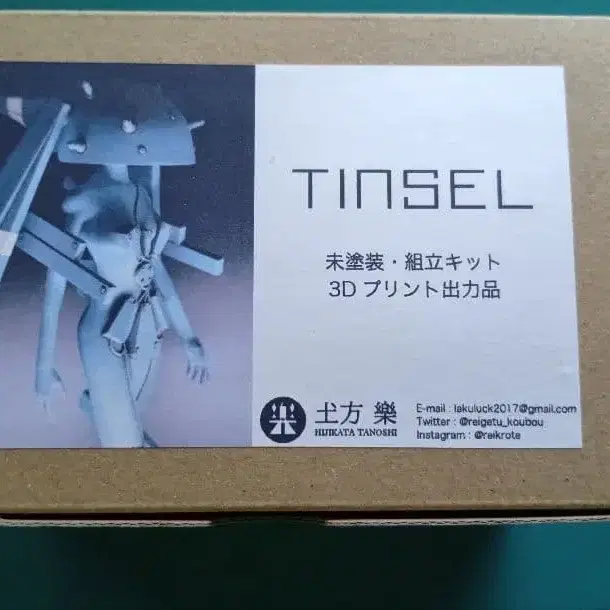 TINSEL
未塗装・組立キット
3Dプリント出力品
土方 樂
HIJIKATA TANOSHI
E-mail : lakuluck2017@gmail.com
Twitter : @reigetu_koubou
Instagram : @reikrote